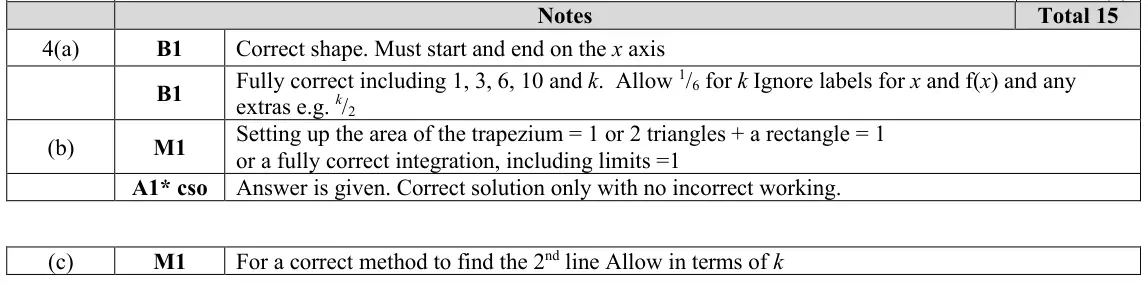 Notes Total 15
4(a) B1 Correct shape. Must start and end on the x axis
B1 Fully correct including 1, 3, 6, 10 and k. Allow 1/6 for k Ignore labels for x and f(x) and any
extras e.g. k/2
(b) M1 Setting up the area of the trapezium = 1 or 2 triangles + a rectangle = 1
or a fully correct integration, including limits =1
A1* cso Answer is given. Correct solution only with no incorrect working.
(c) M1 For a correct method to find the 2nd line Allow in terms of k